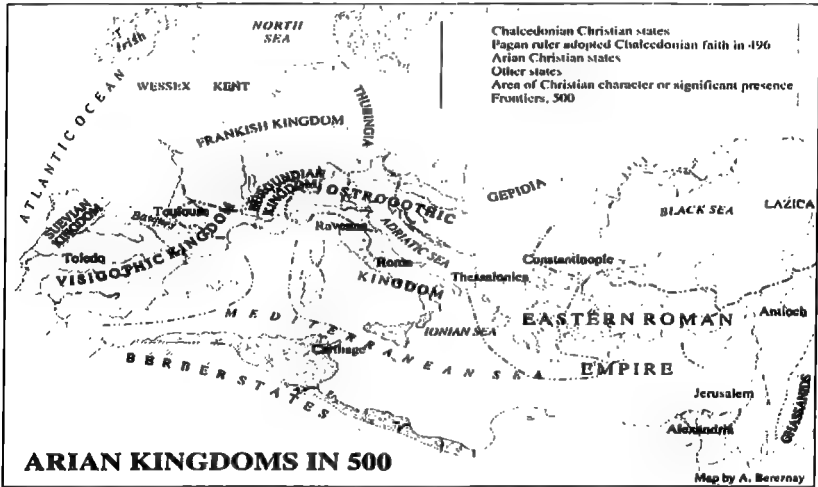 NORTH
SEA
Irish
Chalcedonian Christian states
Pagan ruler adopted Chalcedonian faith in 496
Arian Christian states
Other states
Area of Christian character or significant presence
Frontiers, 500
WESSEX KENT
ATLANTIC OCEAN
THURINGIA
FRANKISH KINGDOM
BURGUNDIAN
KINGDOM
OSTROGOTHIC
GEPIDIA
BLACK SEA
LAZICA
SUEVIAN
KINGDOM
Toulouse
Ravenna
ADRIATIC SEA
Toledo
VISIGOTHIC KINGDOM
Rome
KINGDOM
Thessalonica
Constantinople
Antioch
MEDITERRANEAN SEA
IONIAN SEA
EASTERN ROMAN
EMPIRE
Carthage
BERBER STATES
Jerusalem
Alexandria
GHASSANIDS
ARIAN KINGDOMS IN 500
Map by A. Berernay